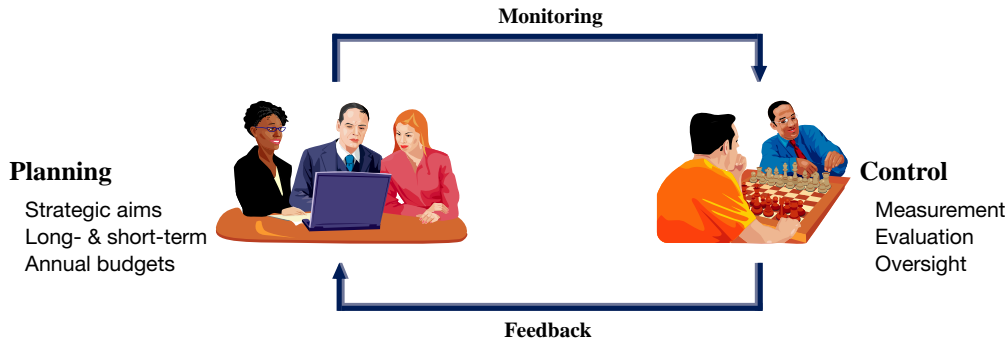 Monitoring
Planning
Strategic aims
Long- & short-term
Annual budgets
Control
Measurement
Evaluation
Oversight
Feedback